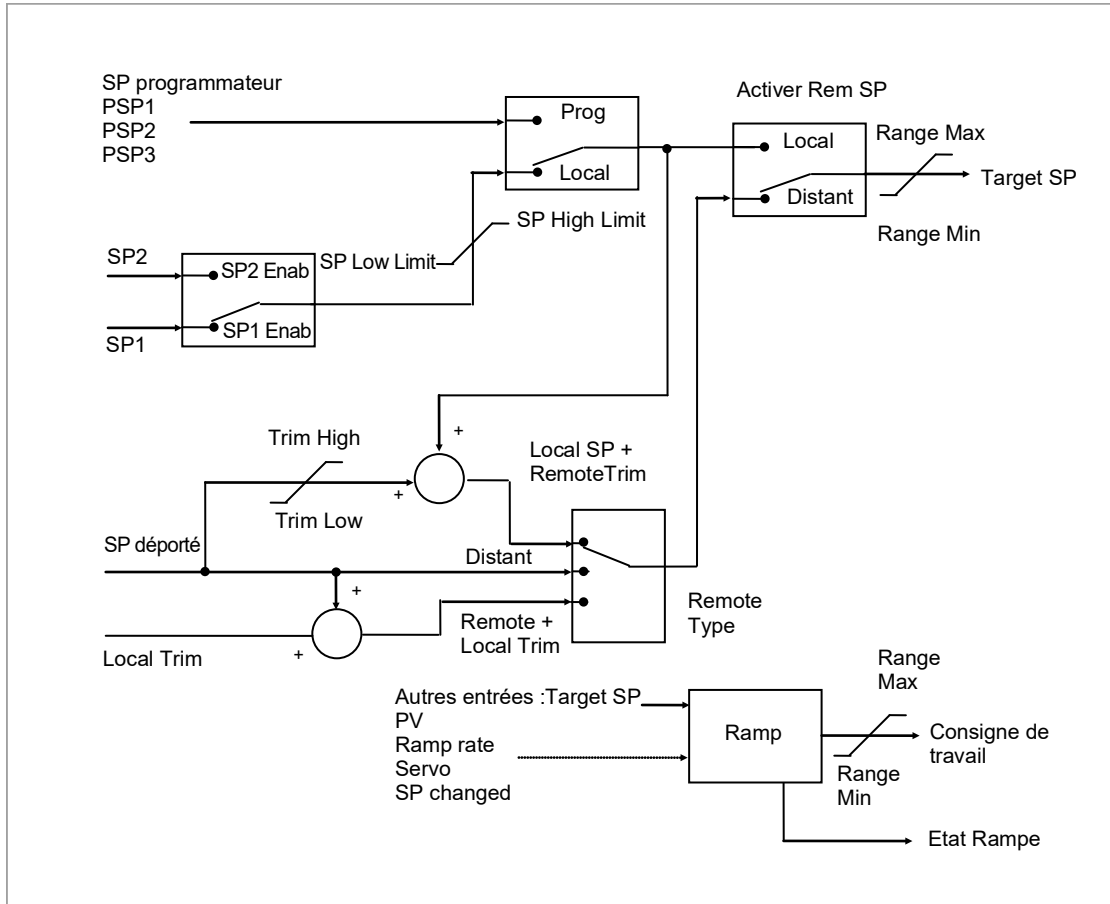 SP programmateur
PSP1
PSP2
PSP3
Prog
Local
Activer Rem SP
Local
Distant
Range Max
Target SP
Range Min
SP High Limit
SP Low Limit
SP2
SP2 Enab
SP1 Enab
SP1
+
Trim High
Local SP +
RemoteTrim
+
Trim Low
SP déporté
Distant
+
Remote
Type
Remote +
Local Trim
+
Local Trim
Range
Max
Autres entrées :Target SP
PV
Ramp rate
Servo
SP changed
Ramp
Consigne de
travail
Range
Min
Etat Rampe